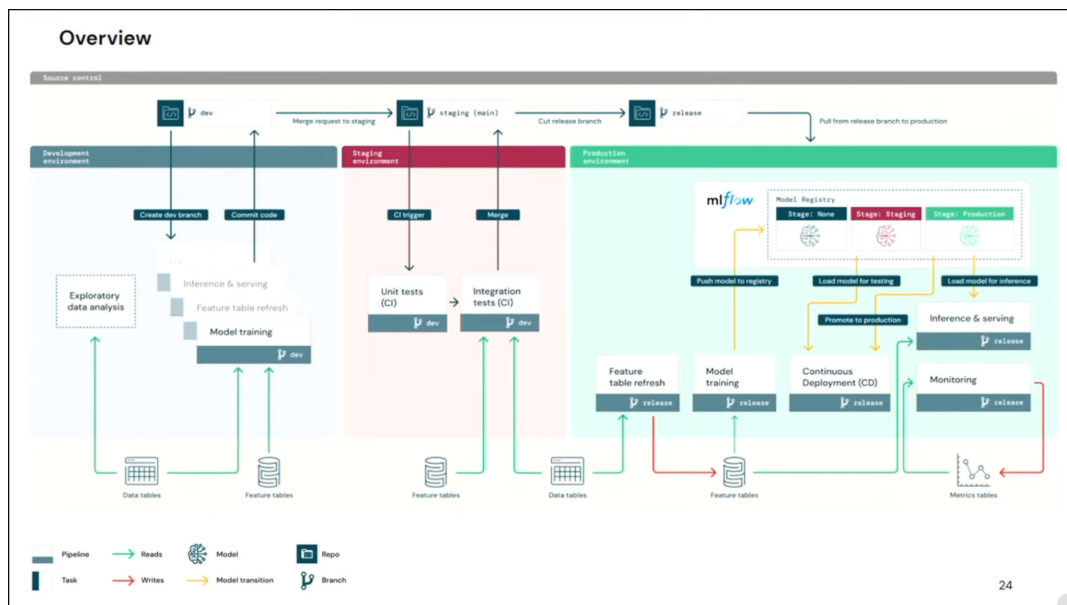 Overview
Source control
dev
Merge request to staging
staging (main)
Cut release branch
release
Pull from release branch to production
Development
environment
Staging
environment
Production
environment
Create dev branch
Commit code
CI trigger
Merge
mlflow
Model Registry
Stage: None
Stage: Staging
Stage: Production
Push model to registry
Load model for testing
Load model for inference
Promote to production
...
Inference & serving
Feature table refresh
Model training
dev
Exploratory
data analysis
Unit tests
(CI)
dev
Integration
tests (CI)
dev
Inference & serving
release
Feature
table refresh
release
Model
training
release
Continuous
Deployment (CD)
release
Monitoring
release
Data tables
Feature tables
Feature tables
Data tables
Feature tables
Metrics tables
Pipeline
Reads
Model
Repo
Task
Writes
Model transition
Branch
24